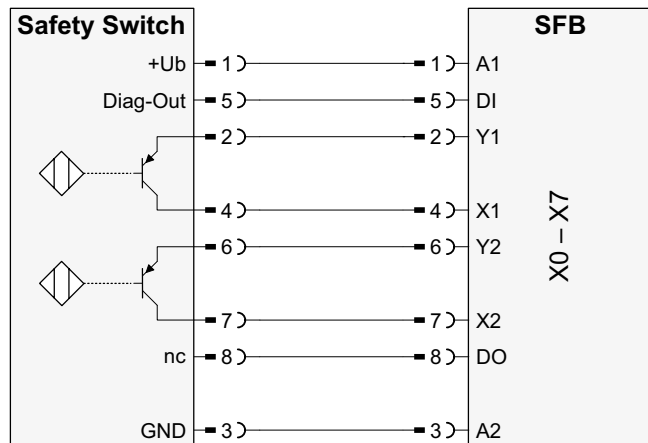 Safety Switch SFB
+Ub 1 1 A1
Diag-Out 5 5 DI
2 2 Y1
4 4 X1
X0 – X7
6 6 Y2
7 7 X2
nc 8 8 DO
GND 3 3 A2